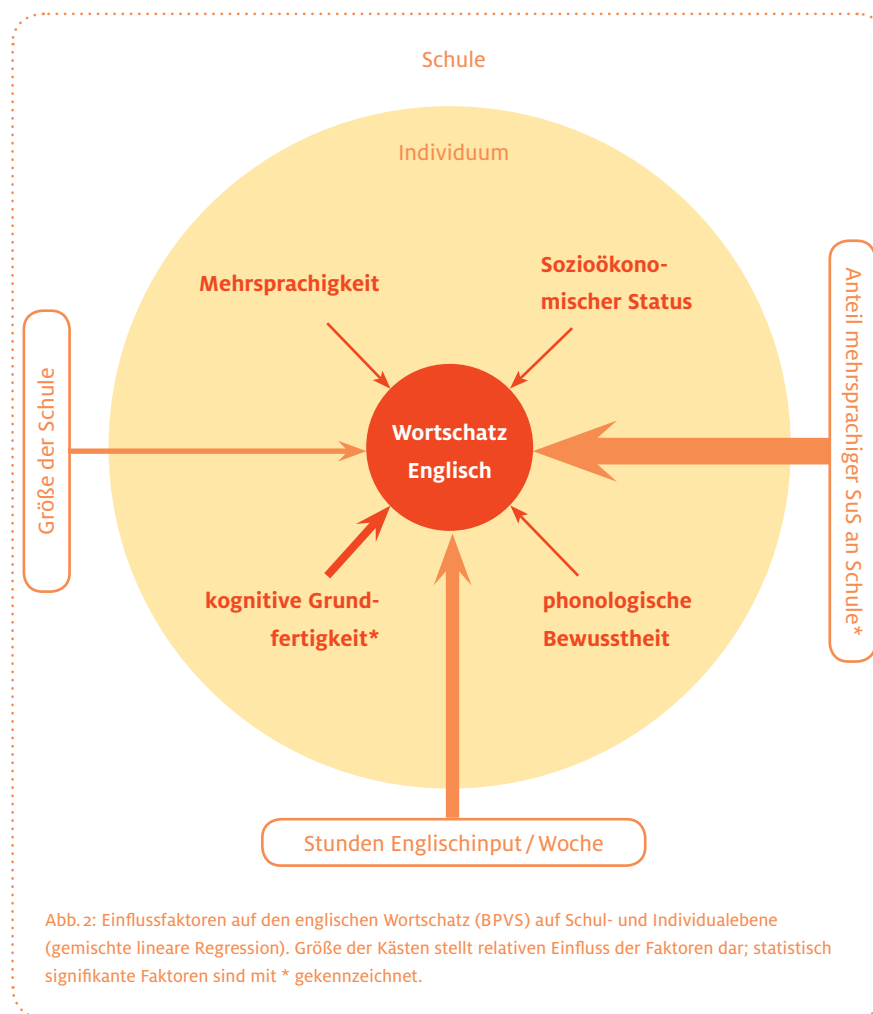 Schule
Individuum
Mehrsprachigkeit
Sozioökono-
mischer Status
Größe der Schule
Wortschatz
Englisch
Anteil mehrsprachiger SuS an Schule*
kognitive Grund-
fertigkeit*
phonologische
Bewusstheit
Stunden Englischinput / Woche
Abb. 2: Einflussfaktoren auf den englischen Wortschatz (BPVS) auf Schul- und Individualebene
(gemischte lineare Regression). Größe der Kästen stellt relativen Einfluss der Faktoren dar; statistisch
signifikante Faktoren sind mit * gekennzeichnet.